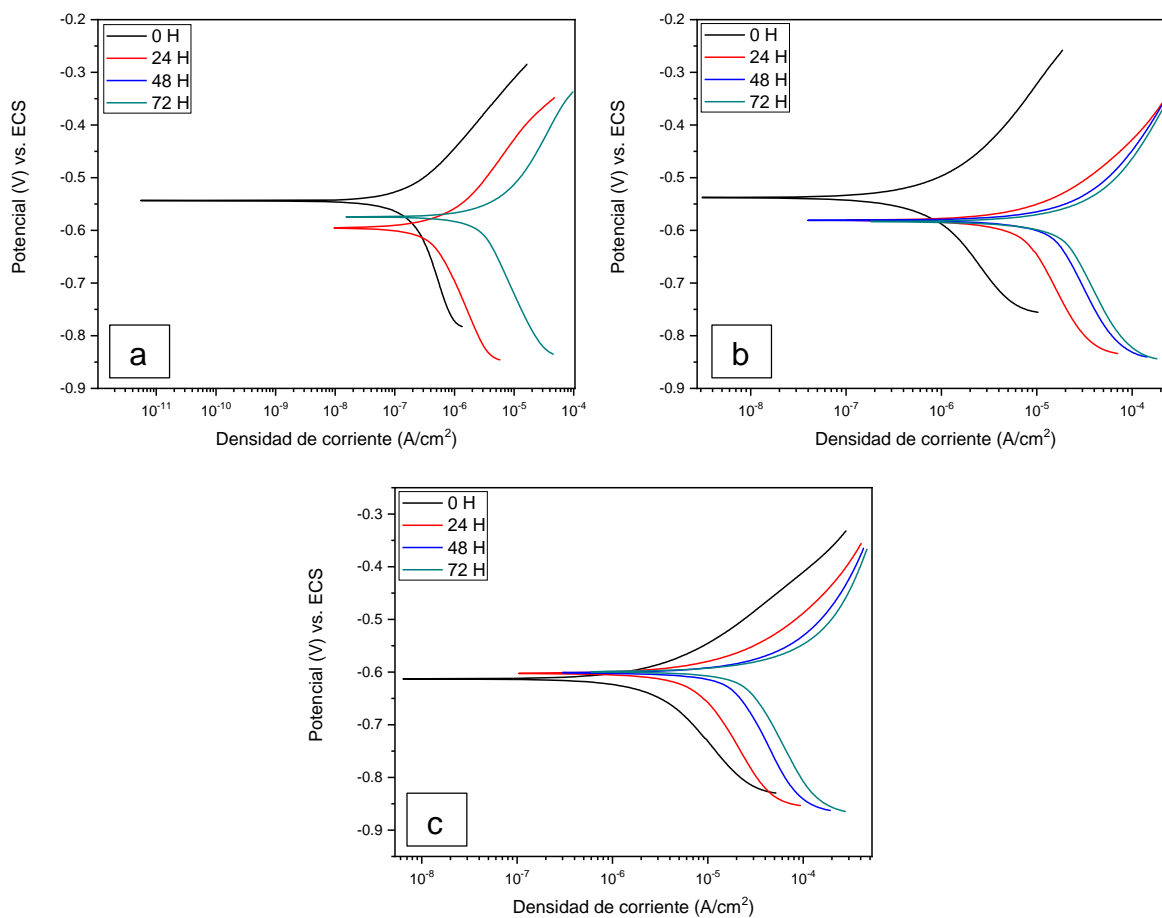 0 H
24 H
48 H
72 H
-0.2
-0.3
-0.4
-0.5
-0.6
-0.7
-0.8
-0.9
Potencial (V) vs. ECS
a
10⁻¹¹ 10⁻¹⁰ 10⁻⁹ 10⁻⁸ 10⁻⁷ 10⁻⁶ 10⁻⁵ 10⁻⁴
Densidad de corriente (A/cm²)
0 H
24 H
48 H
72 H
-0.2
-0.3
-0.4
-0.5
-0.6
-0.7
-0.8
-0.9
Potencial (V) vs. ECS
b
10⁻⁸ 10⁻⁷ 10⁻⁶ 10⁻⁵ 10⁻⁴
Densidad de corriente (A/cm²)
0 H
24 H
48 H
72 H
-0.3
-0.4
-0.5
-0.6
-0.7
-0.8
-0.9
Potencial (V) vs. ECS
c
10⁻⁸ 10⁻⁷ 10⁻⁶ 10⁻⁵ 10⁻⁴
Densidad de corriente (A/cm²)